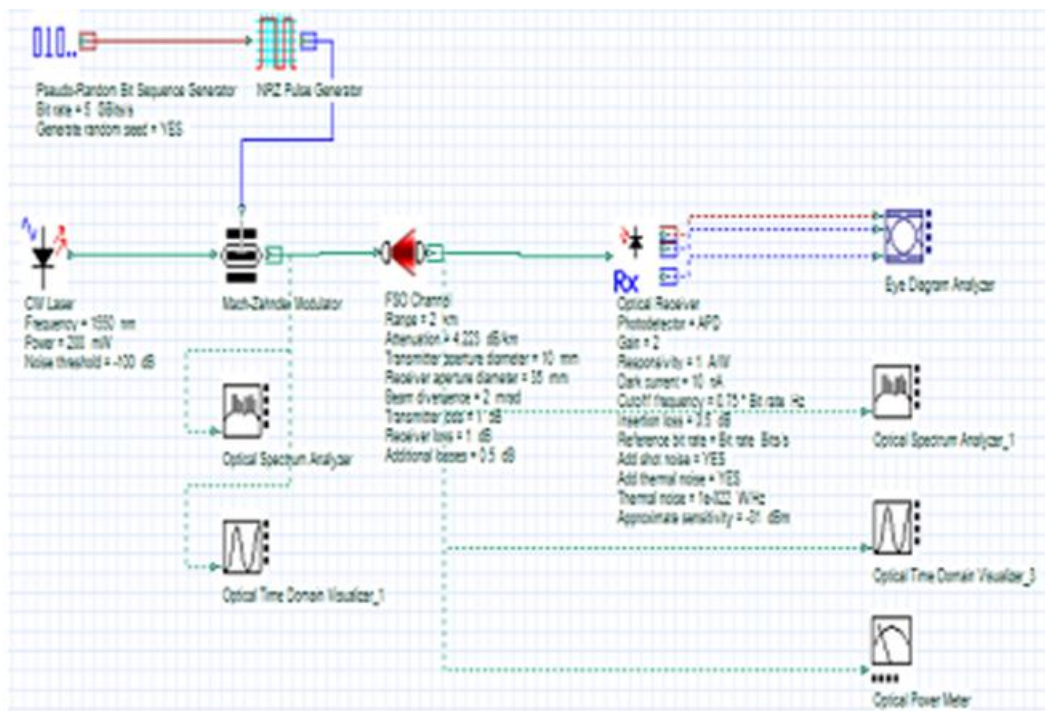 010..
Pseudo-Random Bit Sequence Generator
Bit rate = 5 GBits/s
Generate random seed = YES
NRZ Pulse Generator
CW Laser
Frequency = 1550 nm
Power = 200 mW
Noise threshold = -100 dB
Mach-Zehnder Modulator
FSO Channel
Range = 2 km
Attenuation = 4.223 dB/km
Transmitter aperture diameter = 10 mm
Receiver aperture diameter = 35 mm
Beam divergence = 2 mrad
Transmitter loss = 1 dB
Receiver loss = 1 dB
Additional losses = 0.5 dB
Rx
Optical Receiver
Photodetector = APD
Gain = 2
Responsivity = 1 A/W
Dark current = 10 nA
Cutoff frequency = 0.75 * Bit rate Hz
Insertion loss = 3.5 dB
Reference bit rate = Bit rate Bits/s
Add shot noise = YES
Add thermal noise = YES
Thermal noise = 1e-022 W/Hz
Approximate sensitivity = dBm
Eye Diagram Analyzer
Optical Spectrum Analyzer
Optical Time Domain Visualizer_1
Optical Spectrum Analyzer_1
Optical Time Domain Visualizer_3
Optical Power Meter